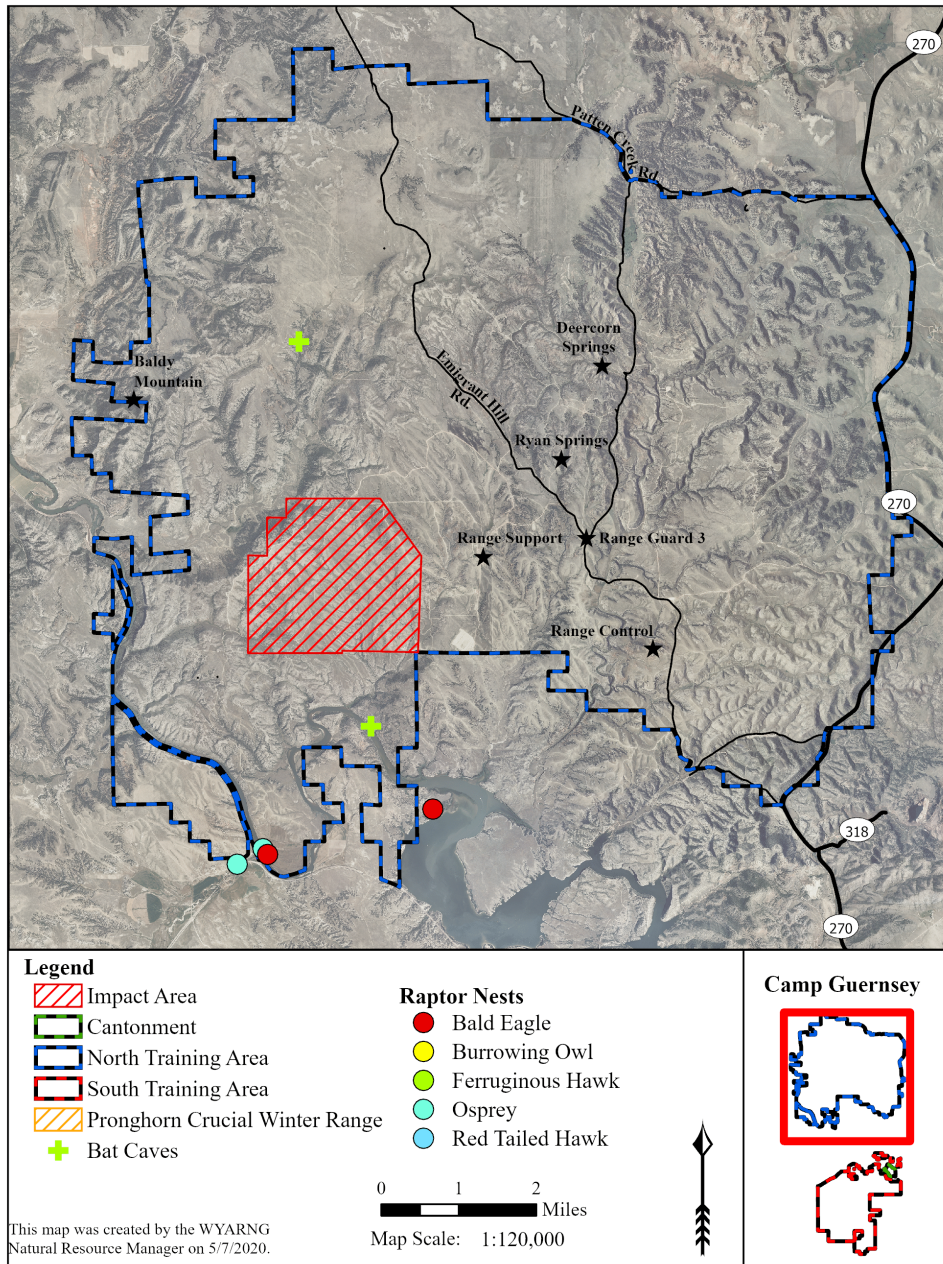 270
Patten Creek Rd.
Deercorn
Springs
Baldy
Mountain
Emigrant Hill
Rd.
Ryan Springs
270
Range Support
Range Guard 3
Range Control
318
270
Legend
Impact Area
Cantonment
North Training Area
South Training Area
Pronghorn Crucial Winter Range
Bat Caves
Raptor Nests
Bald Eagle
Burrowing Owl
Ferruginous Hawk
Osprey
Red Tailed Hawk
0 1 2
Miles
Map Scale: 1:120,000
This map was created by the WYARNG
Natural Resource Manager on 5/7/2020.
Camp Guernsey